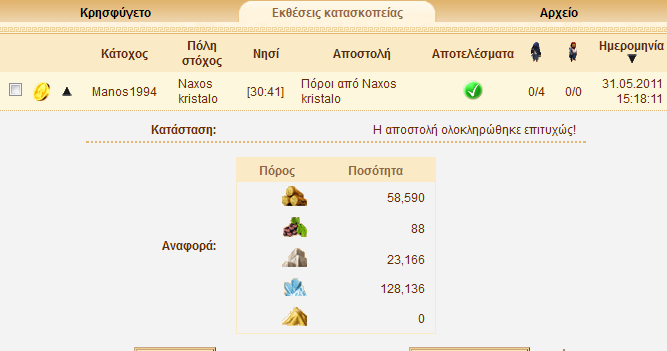 Κρησφύγετο Εκθέσεις κατασκοπείας Αρχείο
Κάτοχος Πόλη στόχος Νησί Αποστολή Αποτελέσματα Ημερομηνία
Manos1994 Naxos kristalo [30:41] Πόροι από Naxos kristalo 0/4 0/0 31.05.2011 15:18:11
Κατάσταση: Η αποστολή ολοκληρώθηκε επιτυχώς!
Πόρος Ποσότητα
58,590
88
Αναφορά: 23,166
128,136
0